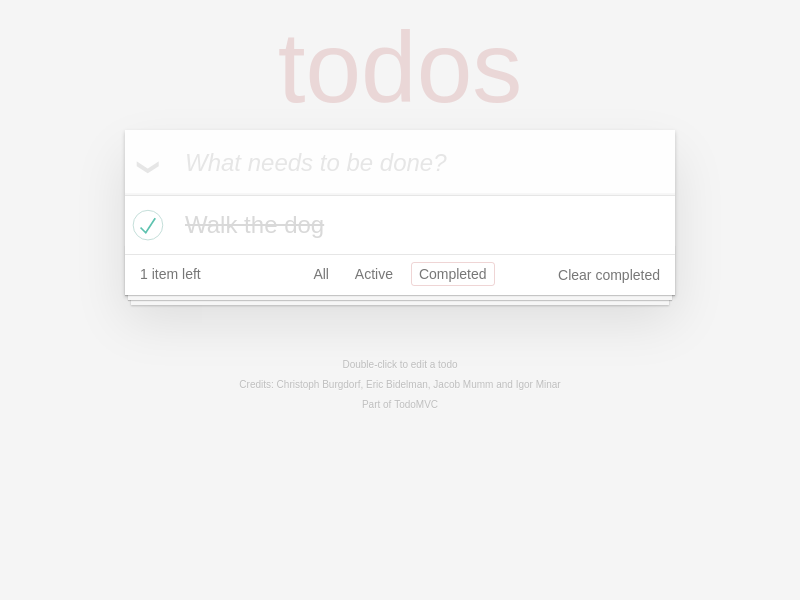 todos
What needs to be done?
Walk the dog
1 item left All Active Completed Clear completed
Double-click to edit a todo
Credits: Christoph Burgdorf, Eric Bidelman, Jacob Mumm and Igor Minar
Part of TodoMVC